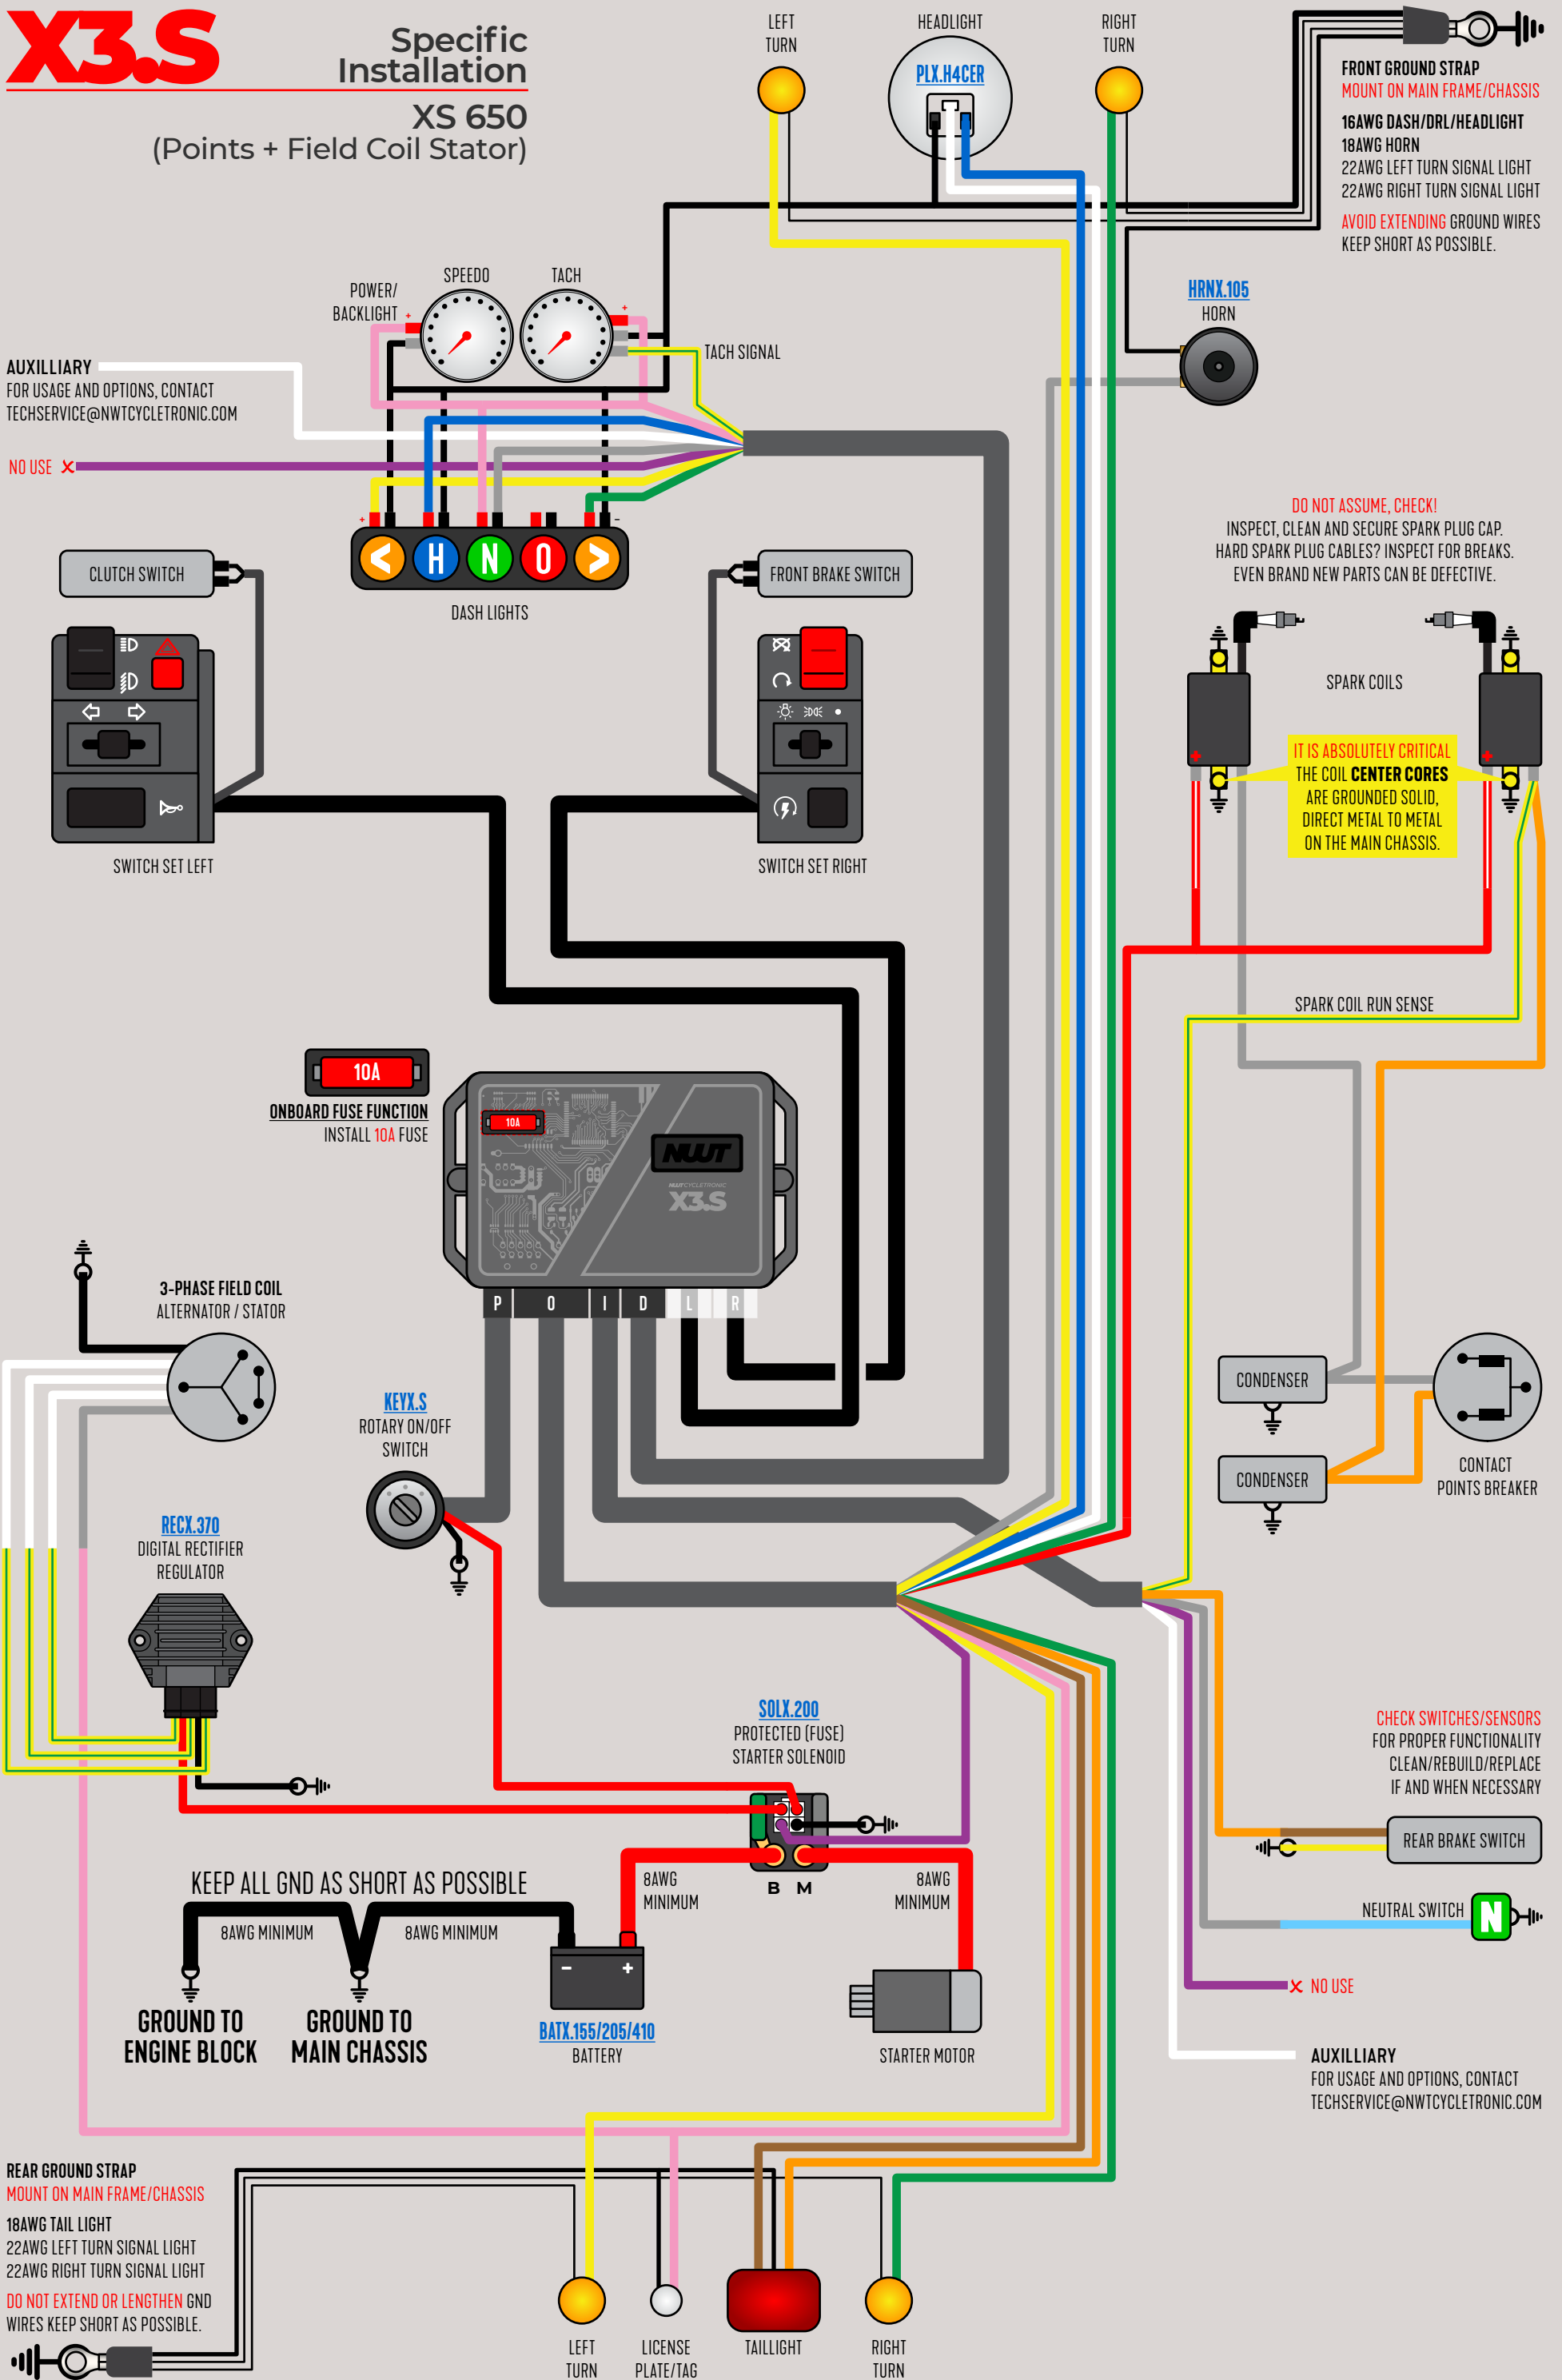 X3.S
Specific
Installation
XS 650
(Points + Field Coil Stator)
LEFT
TURN
HEADLIGHT
PLX.H4CER
RIGHT
TURN
FRONT GROUND STRAP
MOUNT ON MAIN FRAME/CHASSIS
16AWG DASH/DRL/HEADLIGHT
18AWG HORN
22AWG LEFT TURN SIGNAL LIGHT
22AWG RIGHT TURN SIGNAL LIGHT
AVOID EXTENDING GROUND WIRES
KEEP SHORT AS POSSIBLE.
SPEEDO
TACH
POWER/
BACKLIGHT
+
+
TACH SIGNAL
HRNX.105
HORN
AUXILLIARY
FOR USAGE AND OPTIONS, CONTACT
TECHSERVICE@NWTCYCLETRONIC.COM
NO USE X
+
-
< H N O >
DASH LIGHTS
CLUTCH SWITCH
FRONT BRAKE SWITCH
DO NOT ASSUME, CHECK!
INSPECT, CLEAN AND SECURE SPARK PLUG CAP.
HARD SPARK PLUG CABLES? INSPECT FOR BREAKS.
EVEN BRAND NEW PARTS CAN BE DEFECTIVE.
SPARK COILS
+
+
IT IS ABSOLUTELY CRITICAL
THE COIL CENTER CORES
ARE GROUNDED SOLID,
DIRECT METAL TO METAL
ON THE MAIN CHASSIS.
SWITCH SET LEFT
SWITCH SET RIGHT
SPARK COIL RUN SENSE
10A
ONBOARD FUSE FUNCTION
INSTALL 10A FUSE
10A
NWT
NWTCYCLETRONIC
X3.S
P O I D L R
3-PHASE FIELD COIL
ALTERNATOR / STATOR
KEYX.S
ROTARY ON/OFF
SWITCH
CONDENSER
CONDENSER
CONTACT
POINTS BREAKER
RECX.370
DIGITAL RECTIFIER
REGULATOR
SOLX.200
PROTECTED (FUSE)
STARTER SOLENOID
B M
CHECK SWITCHES/SENSORS
FOR PROPER FUNCTIONALITY
CLEAN/REBUILD/REPLACE
IF AND WHEN NECESSARY
REAR BRAKE SWITCH
NEUTRAL SWITCH
N
X NO USE
KEEP ALL GND AS SHORT AS POSSIBLE
8AWG MINIMUM
8AWG MINIMUM
8AWG
MINIMUM
8AWG
MINIMUM
GROUND TO
ENGINE BLOCK
GROUND TO
MAIN CHASSIS
- +
BATX.155/205/410
BATTERY
STARTER MOTOR
AUXILLIARY
FOR USAGE AND OPTIONS, CONTACT
TECHSERVICE@NWTCYCLETRONIC.COM
REAR GROUND STRAP
MOUNT ON MAIN FRAME/CHASSIS
18AWG TAIL LIGHT
22AWG LEFT TURN SIGNAL LIGHT
22AWG RIGHT TURN SIGNAL LIGHT
DO NOT EXTEND OR LENGTHEN GND
WIRES KEEP SHORT AS POSSIBLE.
LEFT
TURN
LICENSE
PLATE/TAG
TAILLIGHT
RIGHT
TURN